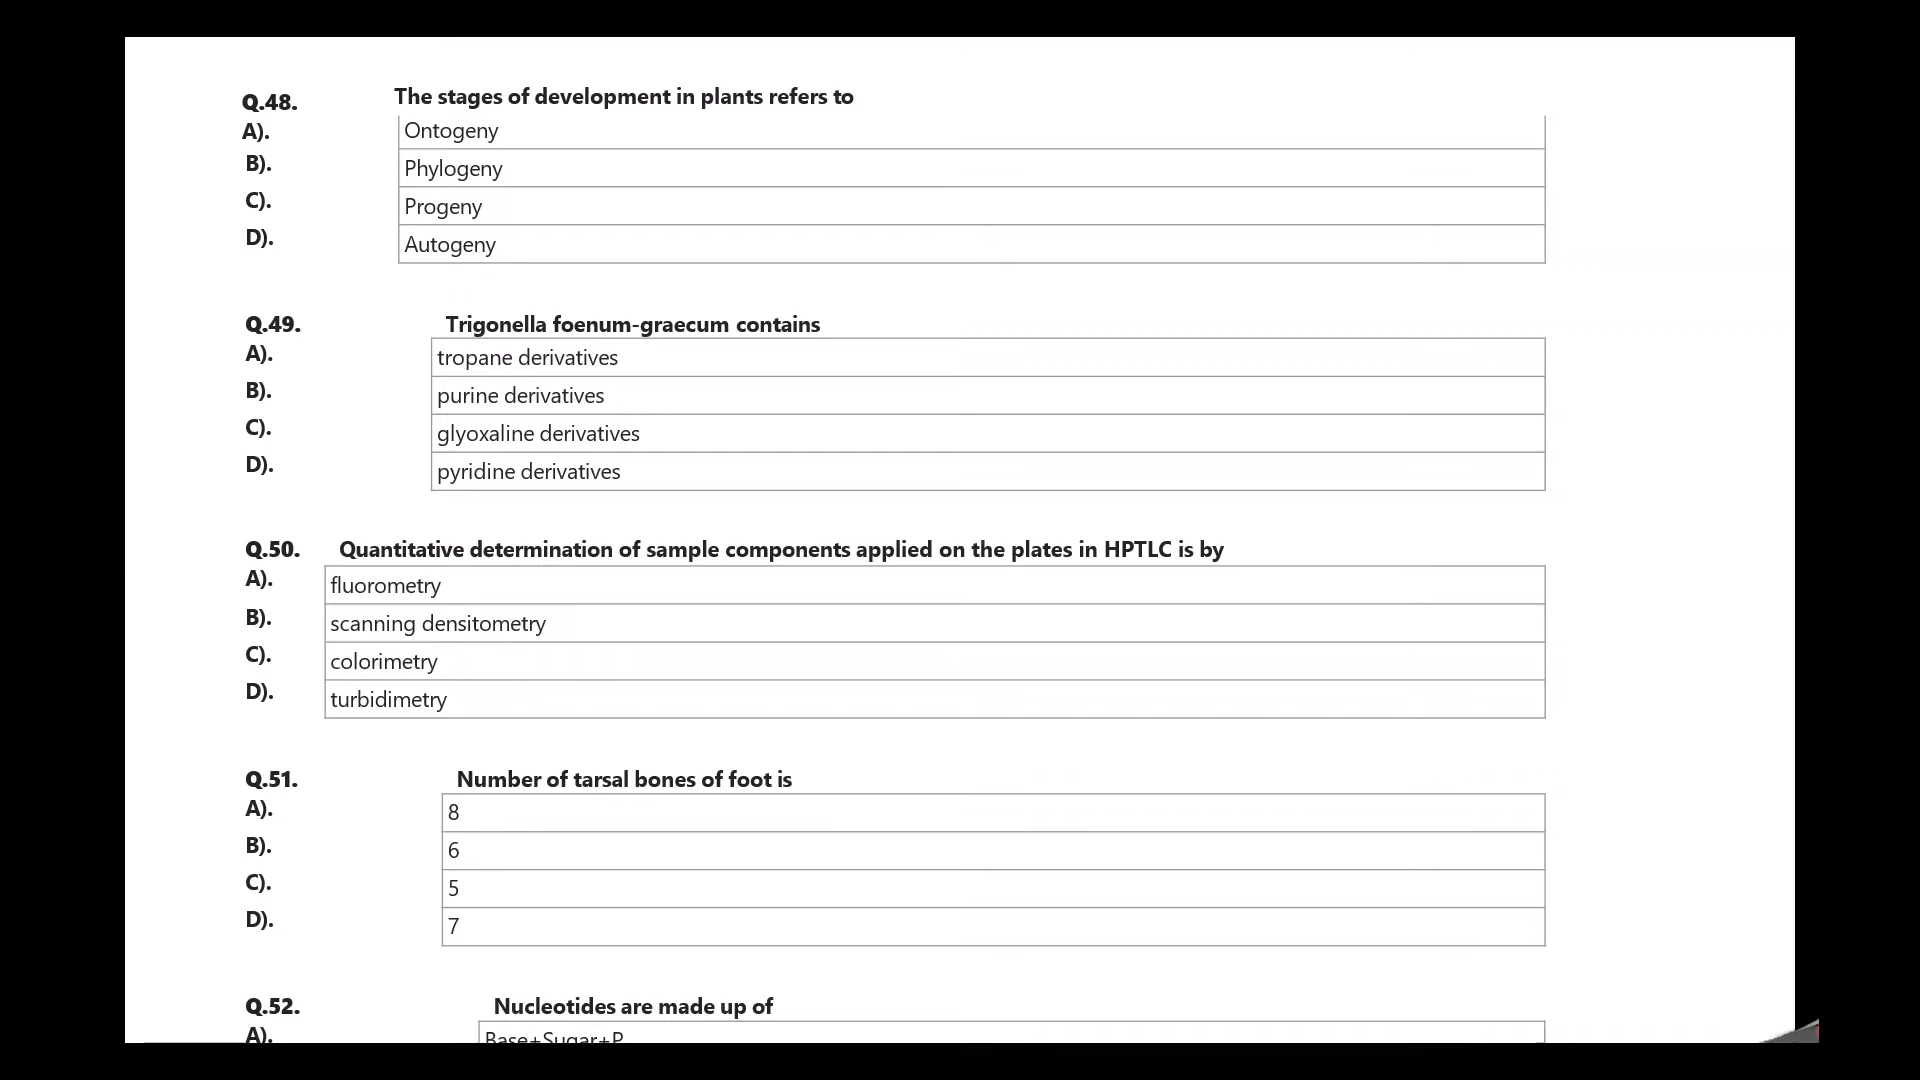 Q.48. The stages of development in plants refers to
A). Ontogeny
B). Phylogeny
C). Progeny
D). Autogeny
Q.49. Trigonella foenum-graecum contains
A). tropane derivatives
B). purine derivatives
C). glyoxaline derivatives
D). pyridine derivatives
Q.50. Quantitative determination of sample components applied on the plates in HPTLC is by
A). fluorometry
B). scanning densitometry
C). colorimetry
D). turbidimetry
Q.51. Number of tarsal bones of foot is
A). 8
B). 6
C). 5
D). 7
Q.52. Nucleotides are made up of
A). Base+Sugar+P